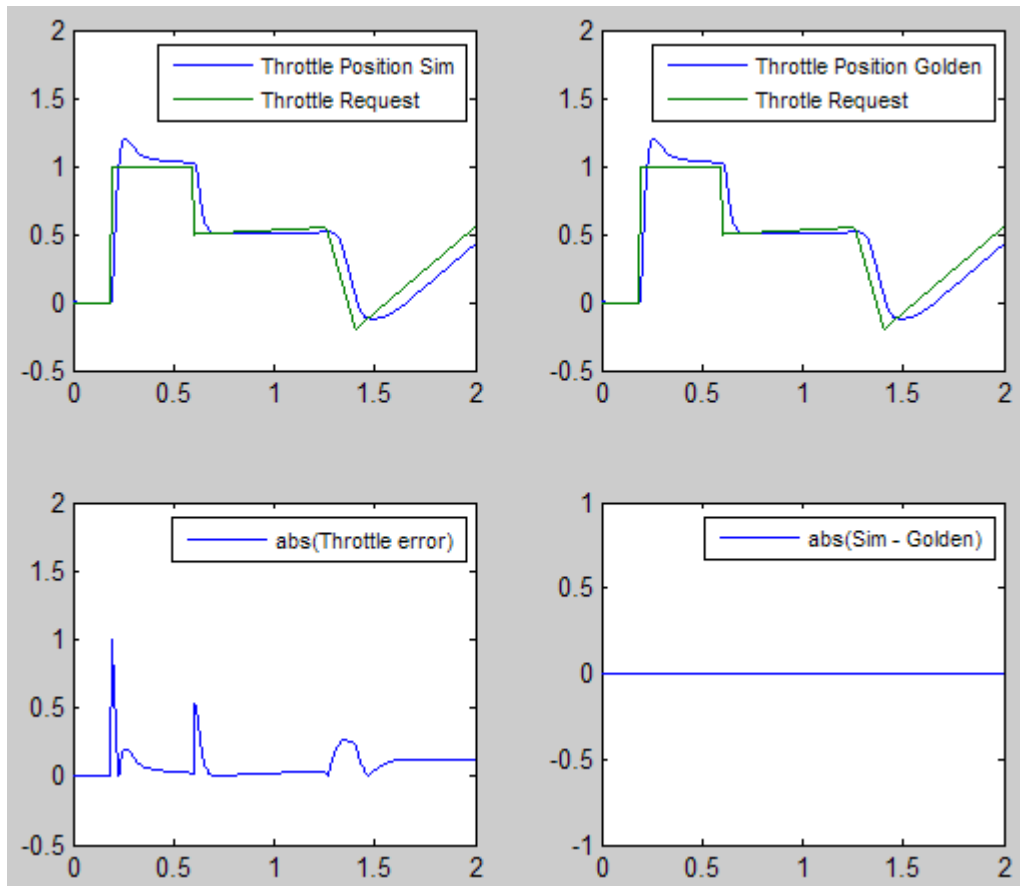 2
1.5
1
0.5
0
-0.5
0 0.5 1 1.5 2
Throttle Position Sim
Throttle Request
2
1.5
1
0.5
0
-0.5
0 0.5 1 1.5 2
Throttle Position Golden
Throtle Request
2
1.5
1
0.5
0
-0.5
0 0.5 1 1.5 2
abs(Throttle error)
1
0.5
0
-0.5
-1
0 0.5 1 1.5 2
abs(Sim - Golden)